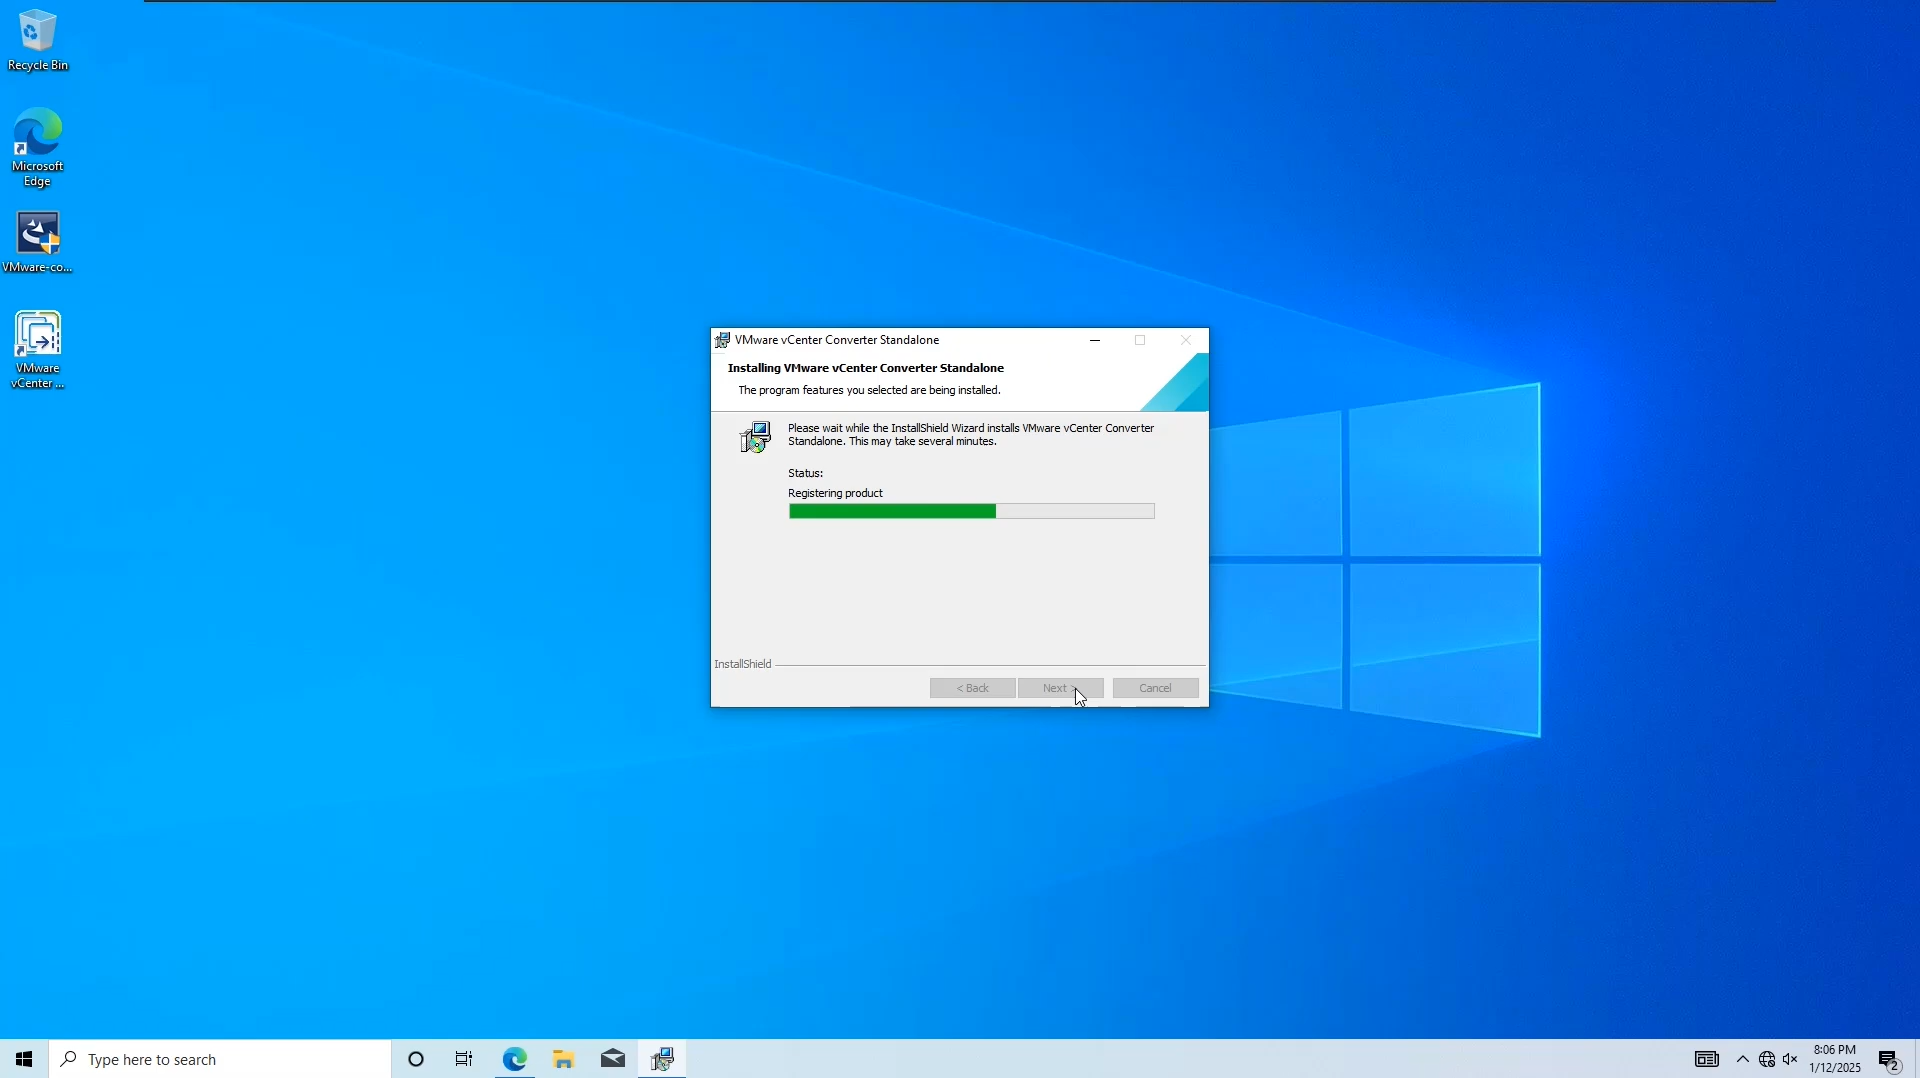 Recycle Bin
Microsoft
Edge
VMware-co...
VMware
vCenter ...
VMware vCenter Converter Standalone
Installing VMware vCenter Converter Standalone
The program features you selected are being installed.
Please wait while the InstallShield Wizard installs VMware vCenter Converter
Standalone. This may take several minutes.
Status:
Registering product
InstallShield
< Back
Next >
Cancel
Type here to search
8:06 PM
1/12/2025
2